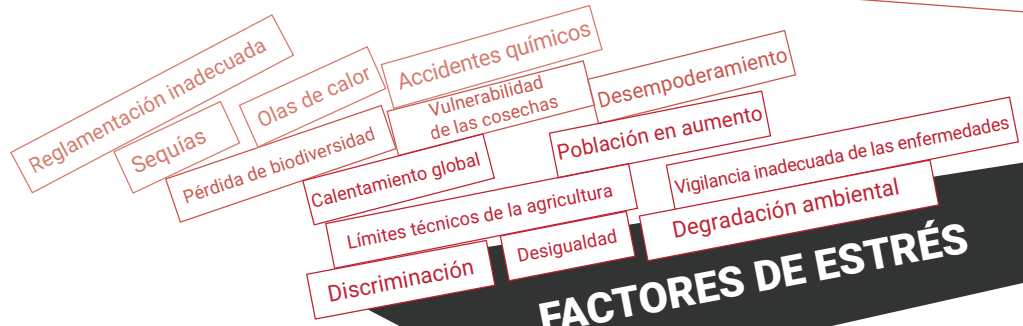 Reglamentación inadecuada
Sequías
Olas de calor
Accidentes químicos
Pérdida de biodiversidad
Vulnerabilidad
de las cosechas
Desempoderamiento
Calentamiento global
Población en aumento
Límites técnicos de la agricultura
Vigilancia inadecuada de las enfermedades
Discriminación
Desigualdad
Degradación ambiental
FACTORES DE ESTRÉS